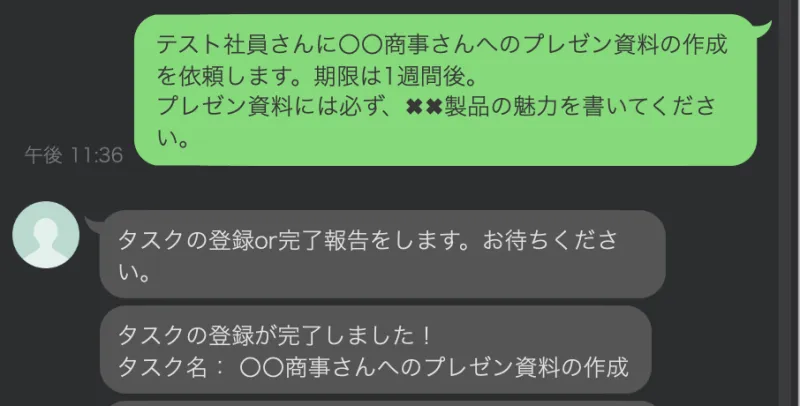 テスト社員さんに〇〇商事さんへのプレゼン資料の作成
を依頼します。期限は1週間後。
プレゼン資料には必ず、✖✖製品の魅力を書いてくださ
い。
午後 11:36
タスクの登録or完了報告をします。お待ちくださ
い。
タスクの登録が完了しました！
タスク名： 〇〇商事さんへのプレゼン資料の作成